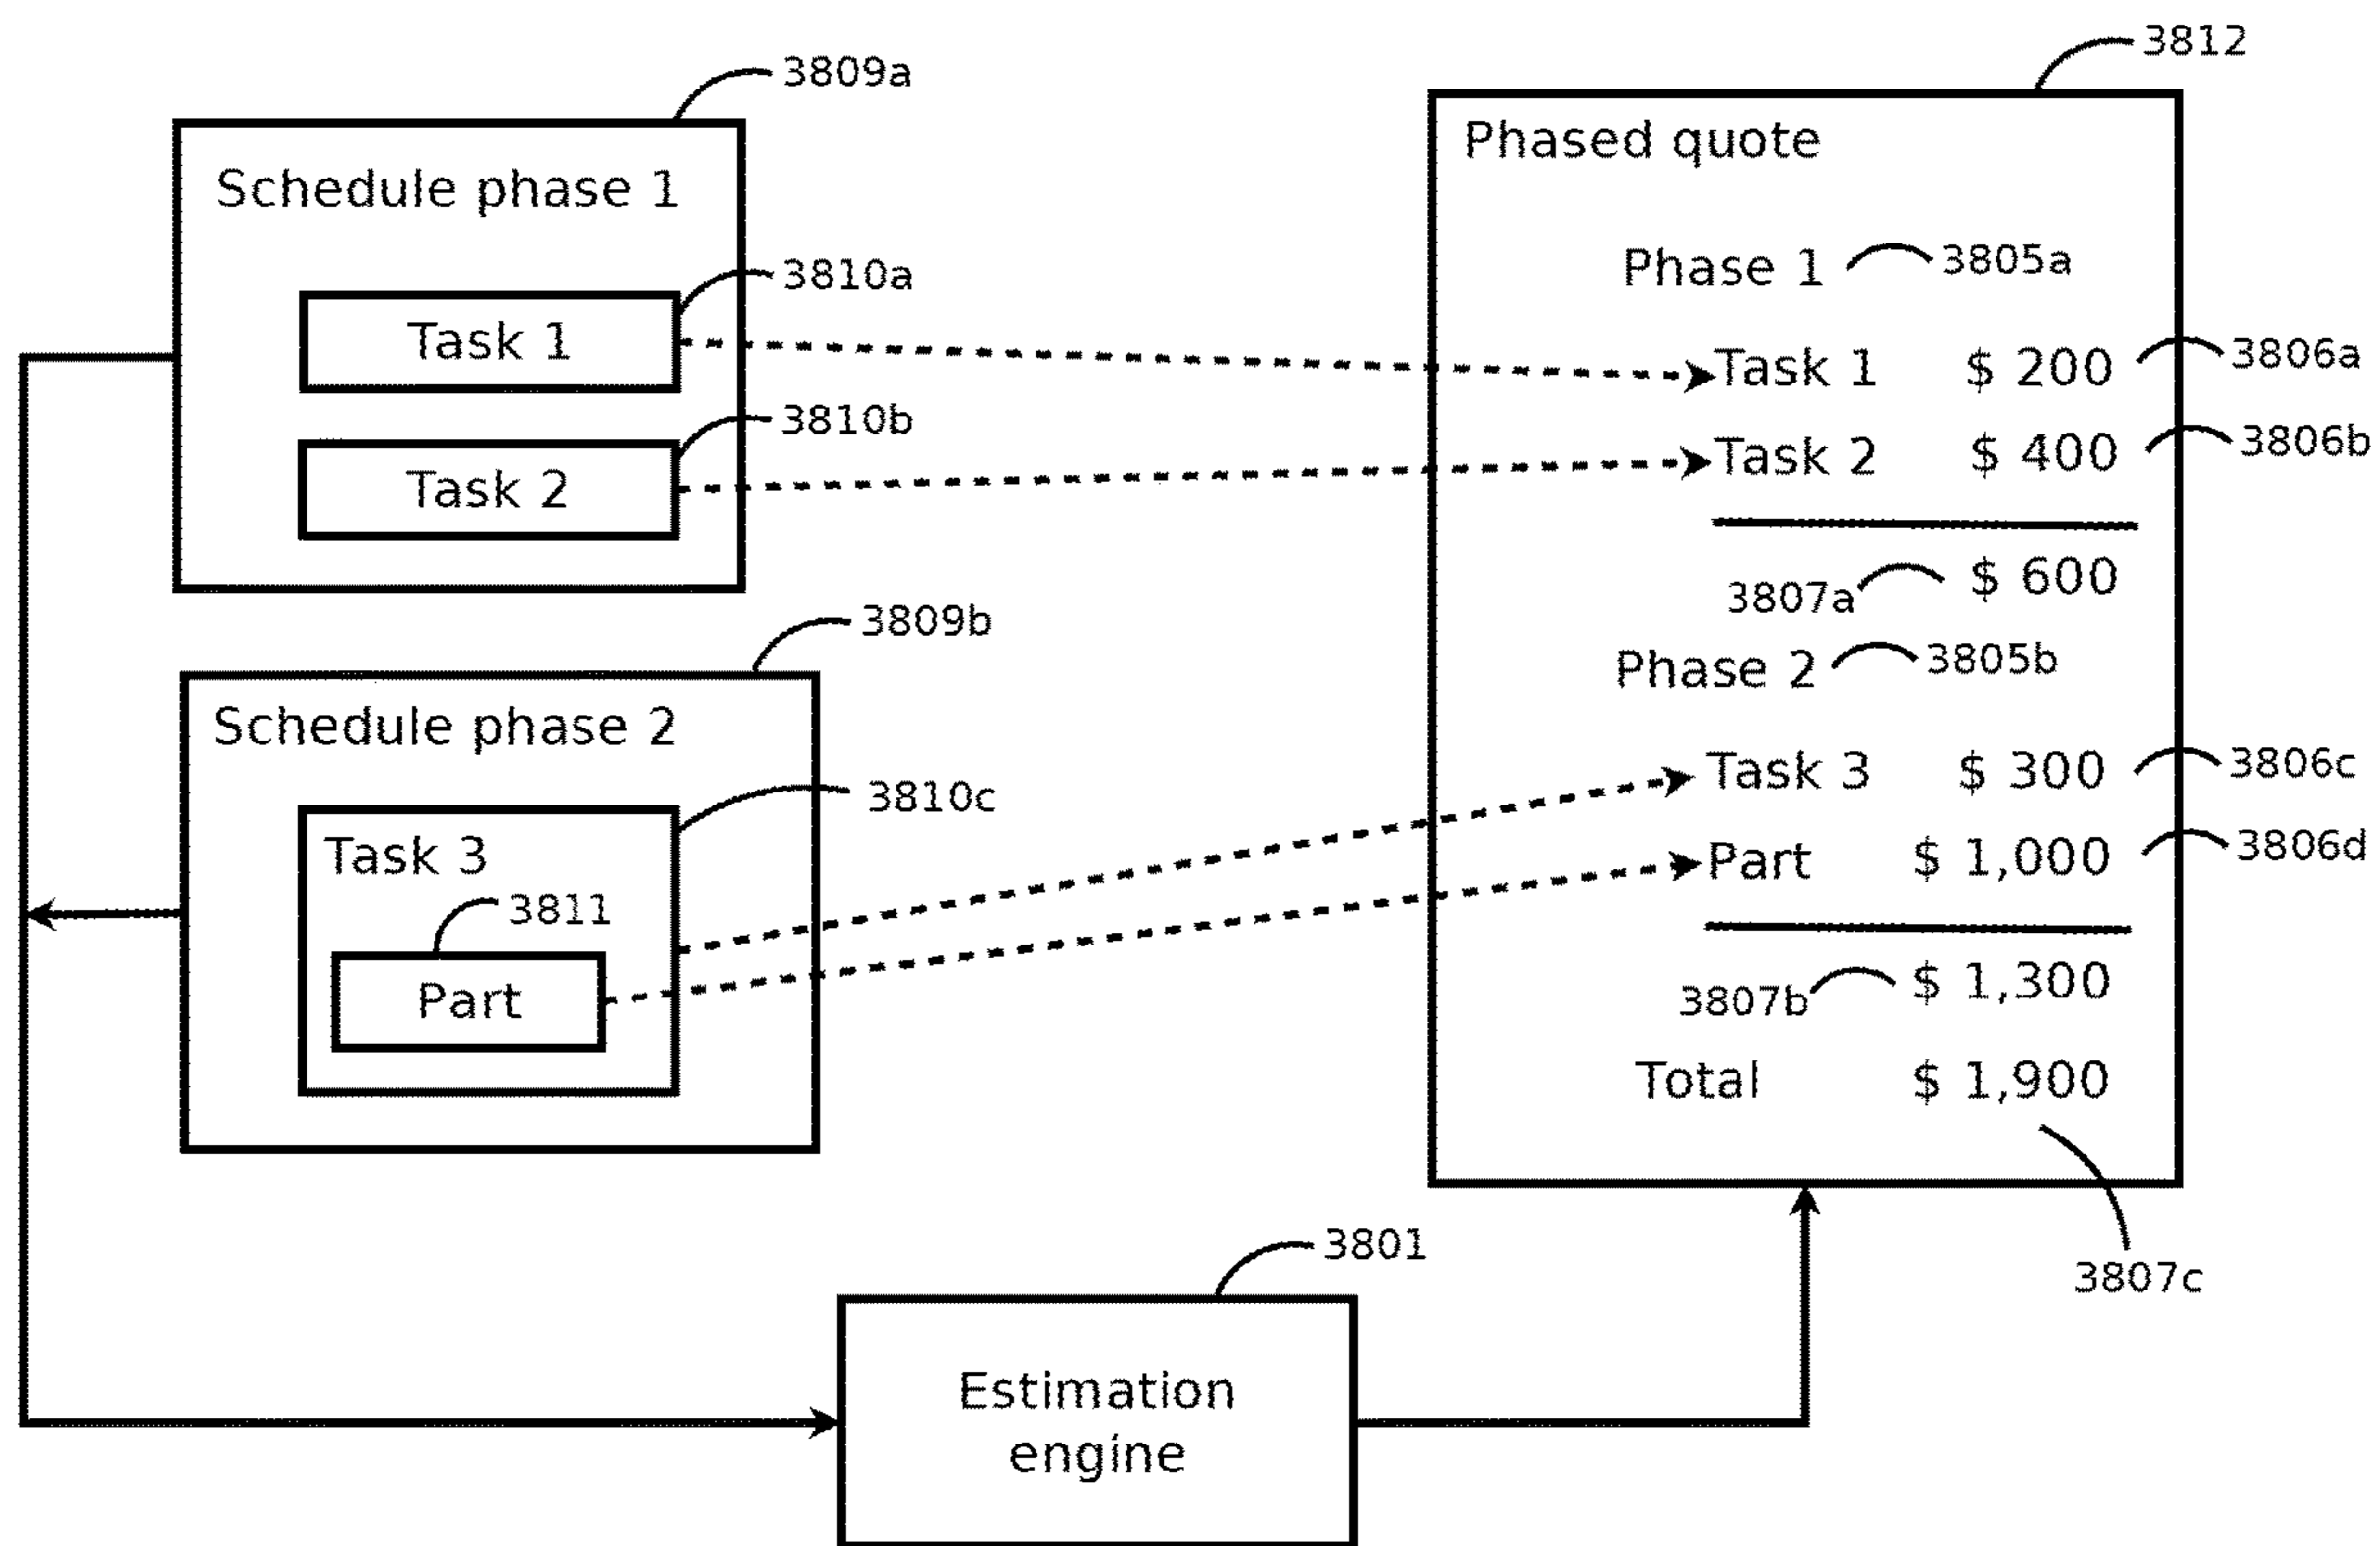 3812
3809a
Phased quote
Schedule phase 1
Phase 1 3805a
3810a
Task 1
Task 1 $ 200 3806a
3810b
Task 2 $ 400 3806b
Task 2
3807a $ 600
3809b
Phase 2 3805b
Schedule phase 2
3810c
Task 3 $ 300 3806c
Task 3
Part $ 1,000 3806d
3811
Part
3807b $ 1,300
Total $ 1,900
3801
3807c
Estimation
engine